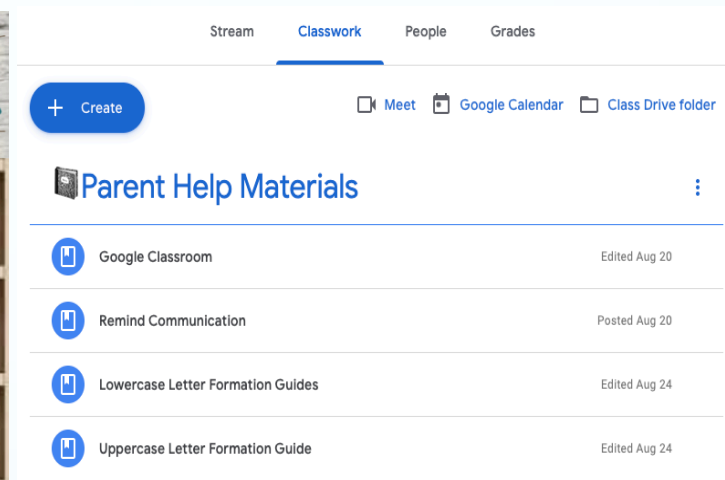 Stream Classwork People Grades
+ Create Meet Google Calendar Class Drive folder
Parent Help Materials
Google Classroom Edited Aug 20
Remind Communication Posted Aug 20
Lowercase Letter Formation Guides Edited Aug 24
Uppercase Letter Formation Guide Edited Aug 24